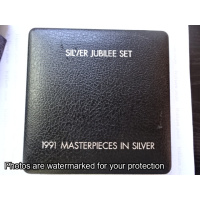 SILVER JUBILEE SET
1991 MASTERPIECES IN SILVER
Photos are watermarked for your protection